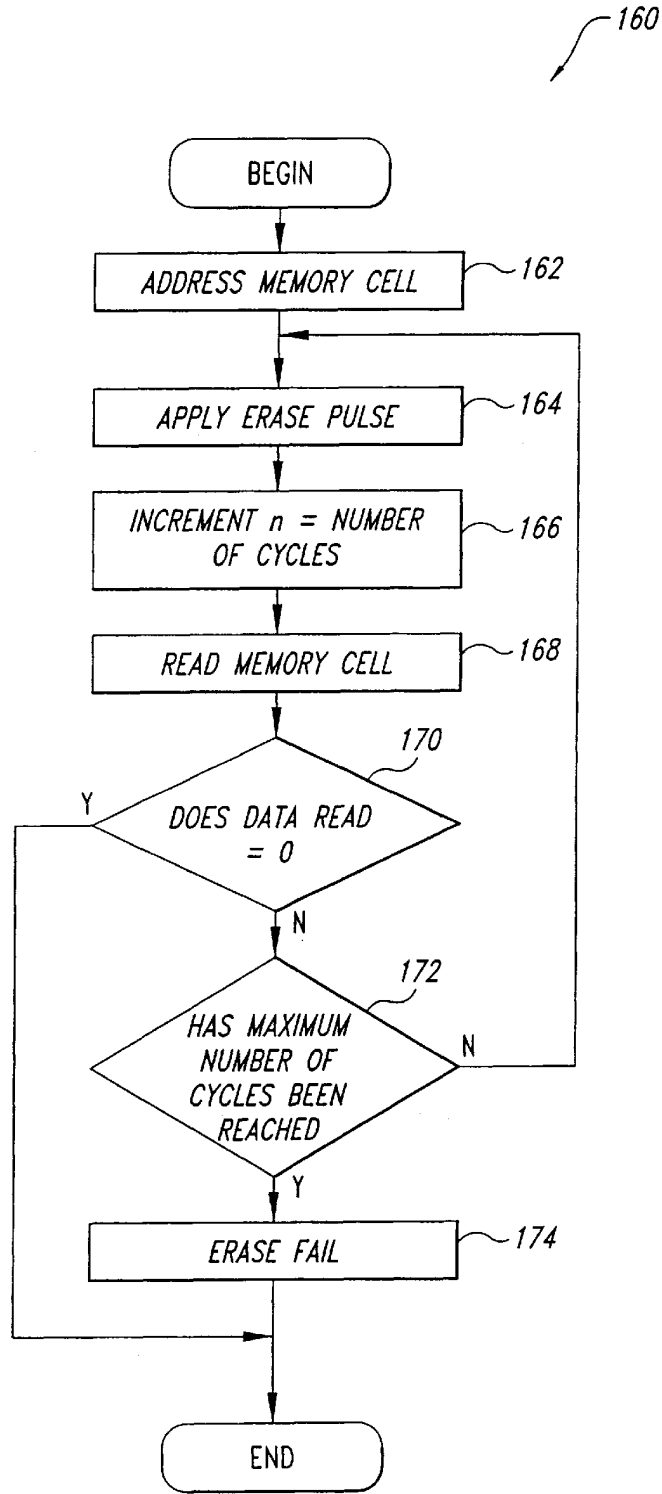 160
BEGIN
ADDRESS MEMORY CELL
162
APPLY ERASE PULSE
164
INCREMENT n = NUMBER
OF CYCLES
166
READ MEMORY CELL
168
170
Y
DOES DATA READ
= 0
N
172
HAS MAXIMUM
NUMBER OF
CYCLES BEEN
REACHED
N
Y
ERASE FAIL
174
END